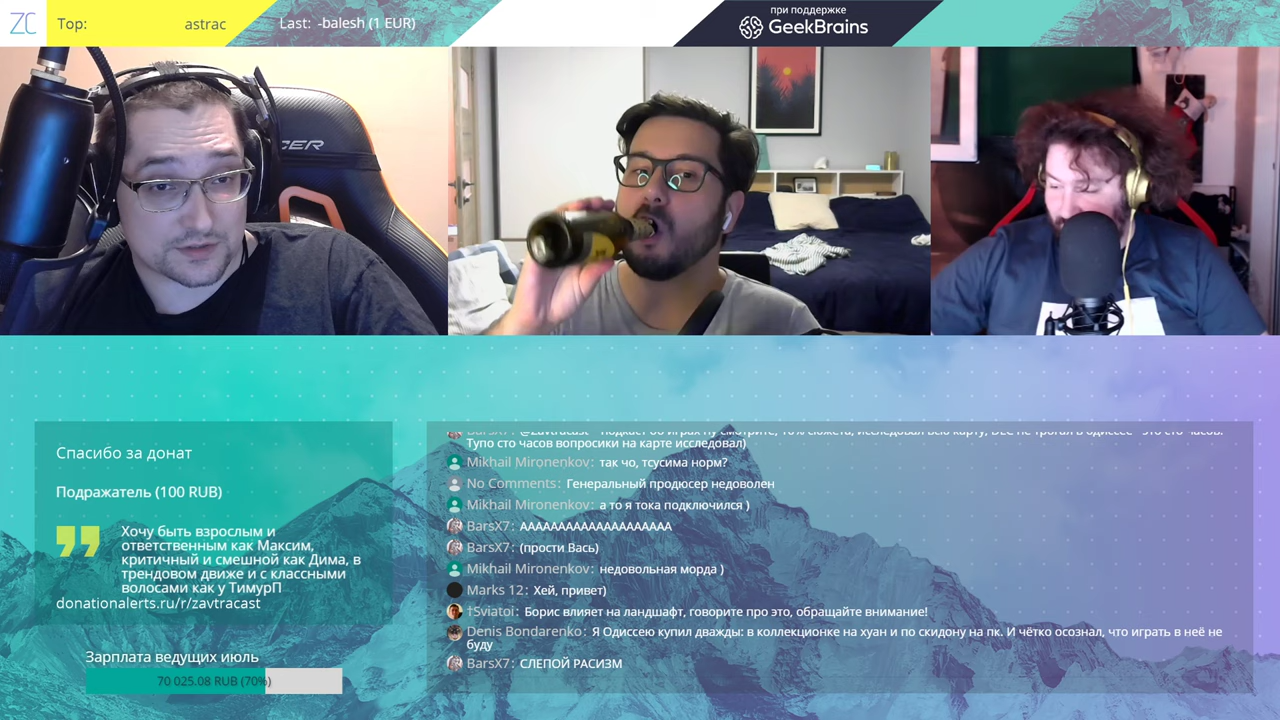 ZC
Top:
astrac
Last: -balesh (1 EUR)
при поддержке
GeekBrains
CER
Спасибо за донат
Подражатель (100 RUB)
Хочу быть взрослым и
ответственным как Максим,
критичный и смешной как Дима, в
трендовом движе и с классными
волосами как у ТимурП
donationalerts.ru/r/zavtracast
Зарплата ведущих июль
70 025.08 RUB (70%)
Тупо сто часов вопросики на карте исследовал)
Mikhail Mironenkov: так чо, тсусима норм?
No Comments: Генеральный продюсер недоволен
Mikhail Mironenkov: а то я тока подключился )
BarsX7: АААААААААААААААААААА
BarsX7: (прости Вась)
Mikhail Mironenkov: недовольная морда )
Marks 12: Хей, привет)
†Sviatoi: Борис влияет на ландшафт, говорите про это, обращайте внимание!
Denis Bondarenko: Я Одиссею купил дважды: в коллекционке на хуан и по скидону на пк. И чётко осознал, что играть в неё не
буду
BarsX7: СЛЕПОЙ РАСИЗМ